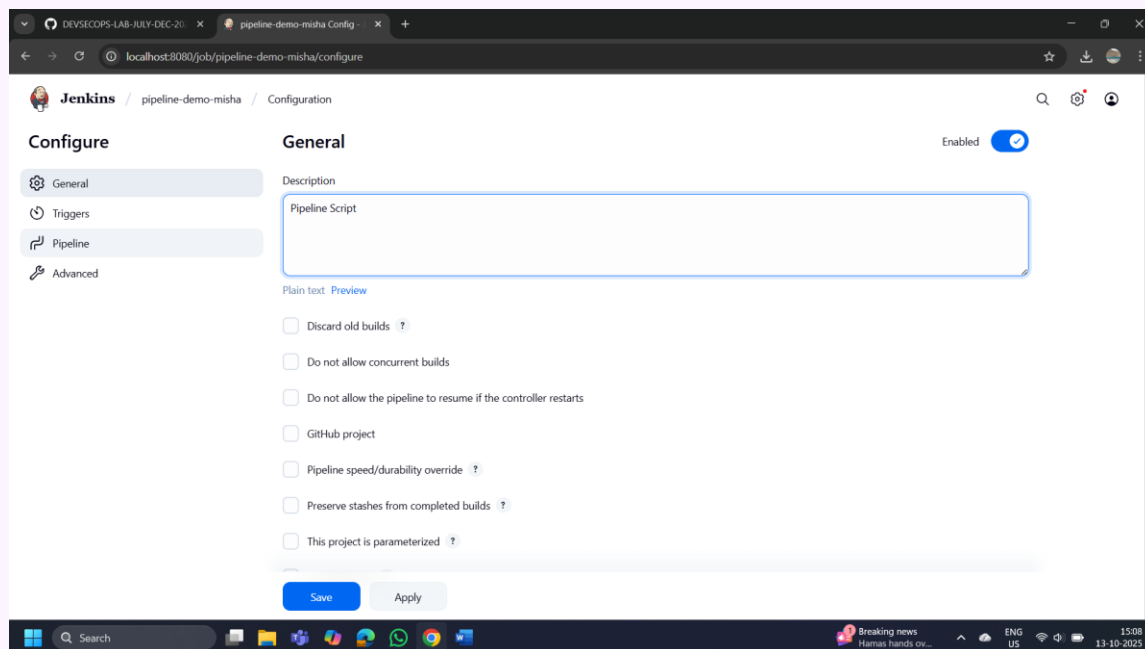 DEVSECOPS-LAB-JULY-DEC-20
pipeline-demo-misha Config -
localhost:8080/job/pipeline-demo-misha/configure
Jenkins / pipeline-demo-misha / Configuration
Configure
General
Triggers
Pipeline
Advanced
General
Enabled
Description
Pipeline Script
Plain text Preview
Discard old builds ?
Do not allow concurrent builds
Do not allow the pipeline to resume if the controller restarts
GitHub project
Pipeline speed/durability override ?
Preserve stashes from completed builds ?
This project is parameterized ?
Save
Apply
Search
1
Breaking news
Hamas hands ov...
ENG
US
15:08
13-10-2025